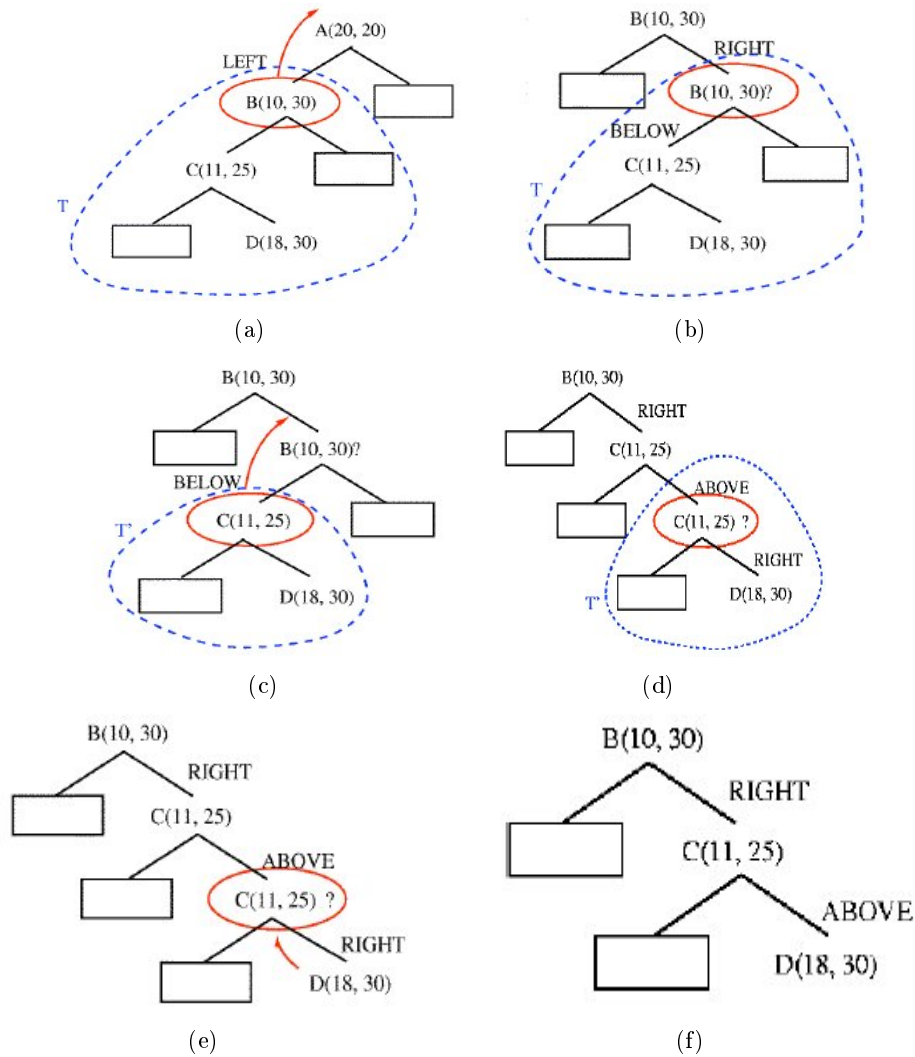 A(20, 20)
LEFT
B(10, 30)
C(11, 25)
T
D(18, 30)
(a)
B(10, 30)
RIGHT
B(10, 30)?
BELOW
C(11, 25)
T
D(18, 30)
(b)
B(10, 30)
B(10, 30)?
BELOW
C(11, 25)
T'
D(18, 30)
(c)
B(10, 30)
RIGHT
C(11, 25)
ABOVE
C(11, 25) ?
RIGHT
D(18, 30)
T'
(d)
B(10, 30)
RIGHT
C(11, 25)
ABOVE
C(11, 25) ?
RIGHT
D(18, 30)
(e)
B(10, 30)
RIGHT
C(11, 25)
ABOVE
D(18, 30)
(f)